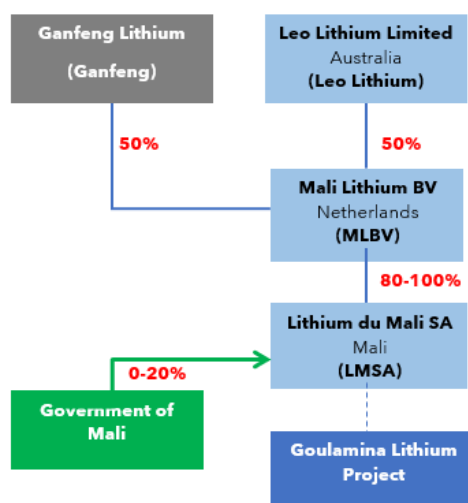 Ganfeng Lithium
(Ganfeng)
Leo Lithium Limited
Australia
(Leo Lithium)
50%
50%
Mali Lithium BV
Netherlands
(MLBV)
80-100%
Lithium du Mali SA
Mali
(LMSA)
0-20%
Government of
Mali
Goulamina Lithium
Project